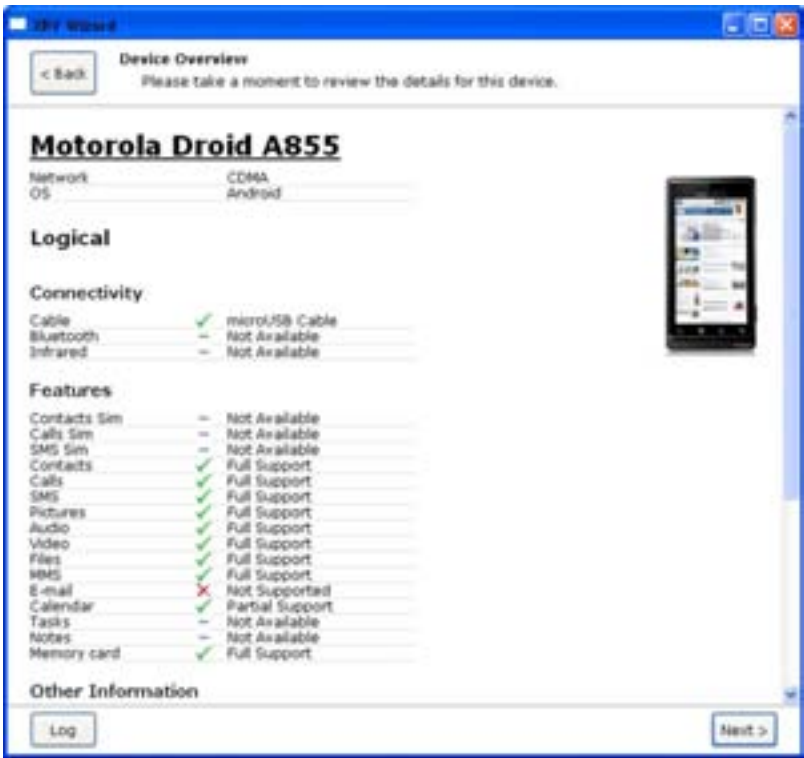 XRY Wizard
< Back
Device Overview
Please take a moment to review the details for this device.
Motorola Droid A855
Network CDMA
OS Android
Logical
Connectivity
Cable ✓ microUSB Cable
Bluetooth – Not Available
Infrared – Not Available
Features
Contacts Sim – Not Available
Calls Sim – Not Available
SMS Sim – Not Available
Contacts ✓ Full Support
Calls ✓ Full Support
SMS ✓ Full Support
Pictures ✓ Full Support
Audio ✓ Full Support
Video ✓ Full Support
Files ✓ Full Support
MMS ✓ Full Support
E-mail ✗ Not Supported
Calendar ✓ Partial Support
Tasks – Not Available
Notes – Not Available
Memory card ✓ Full Support
Other Information
Log
Next >